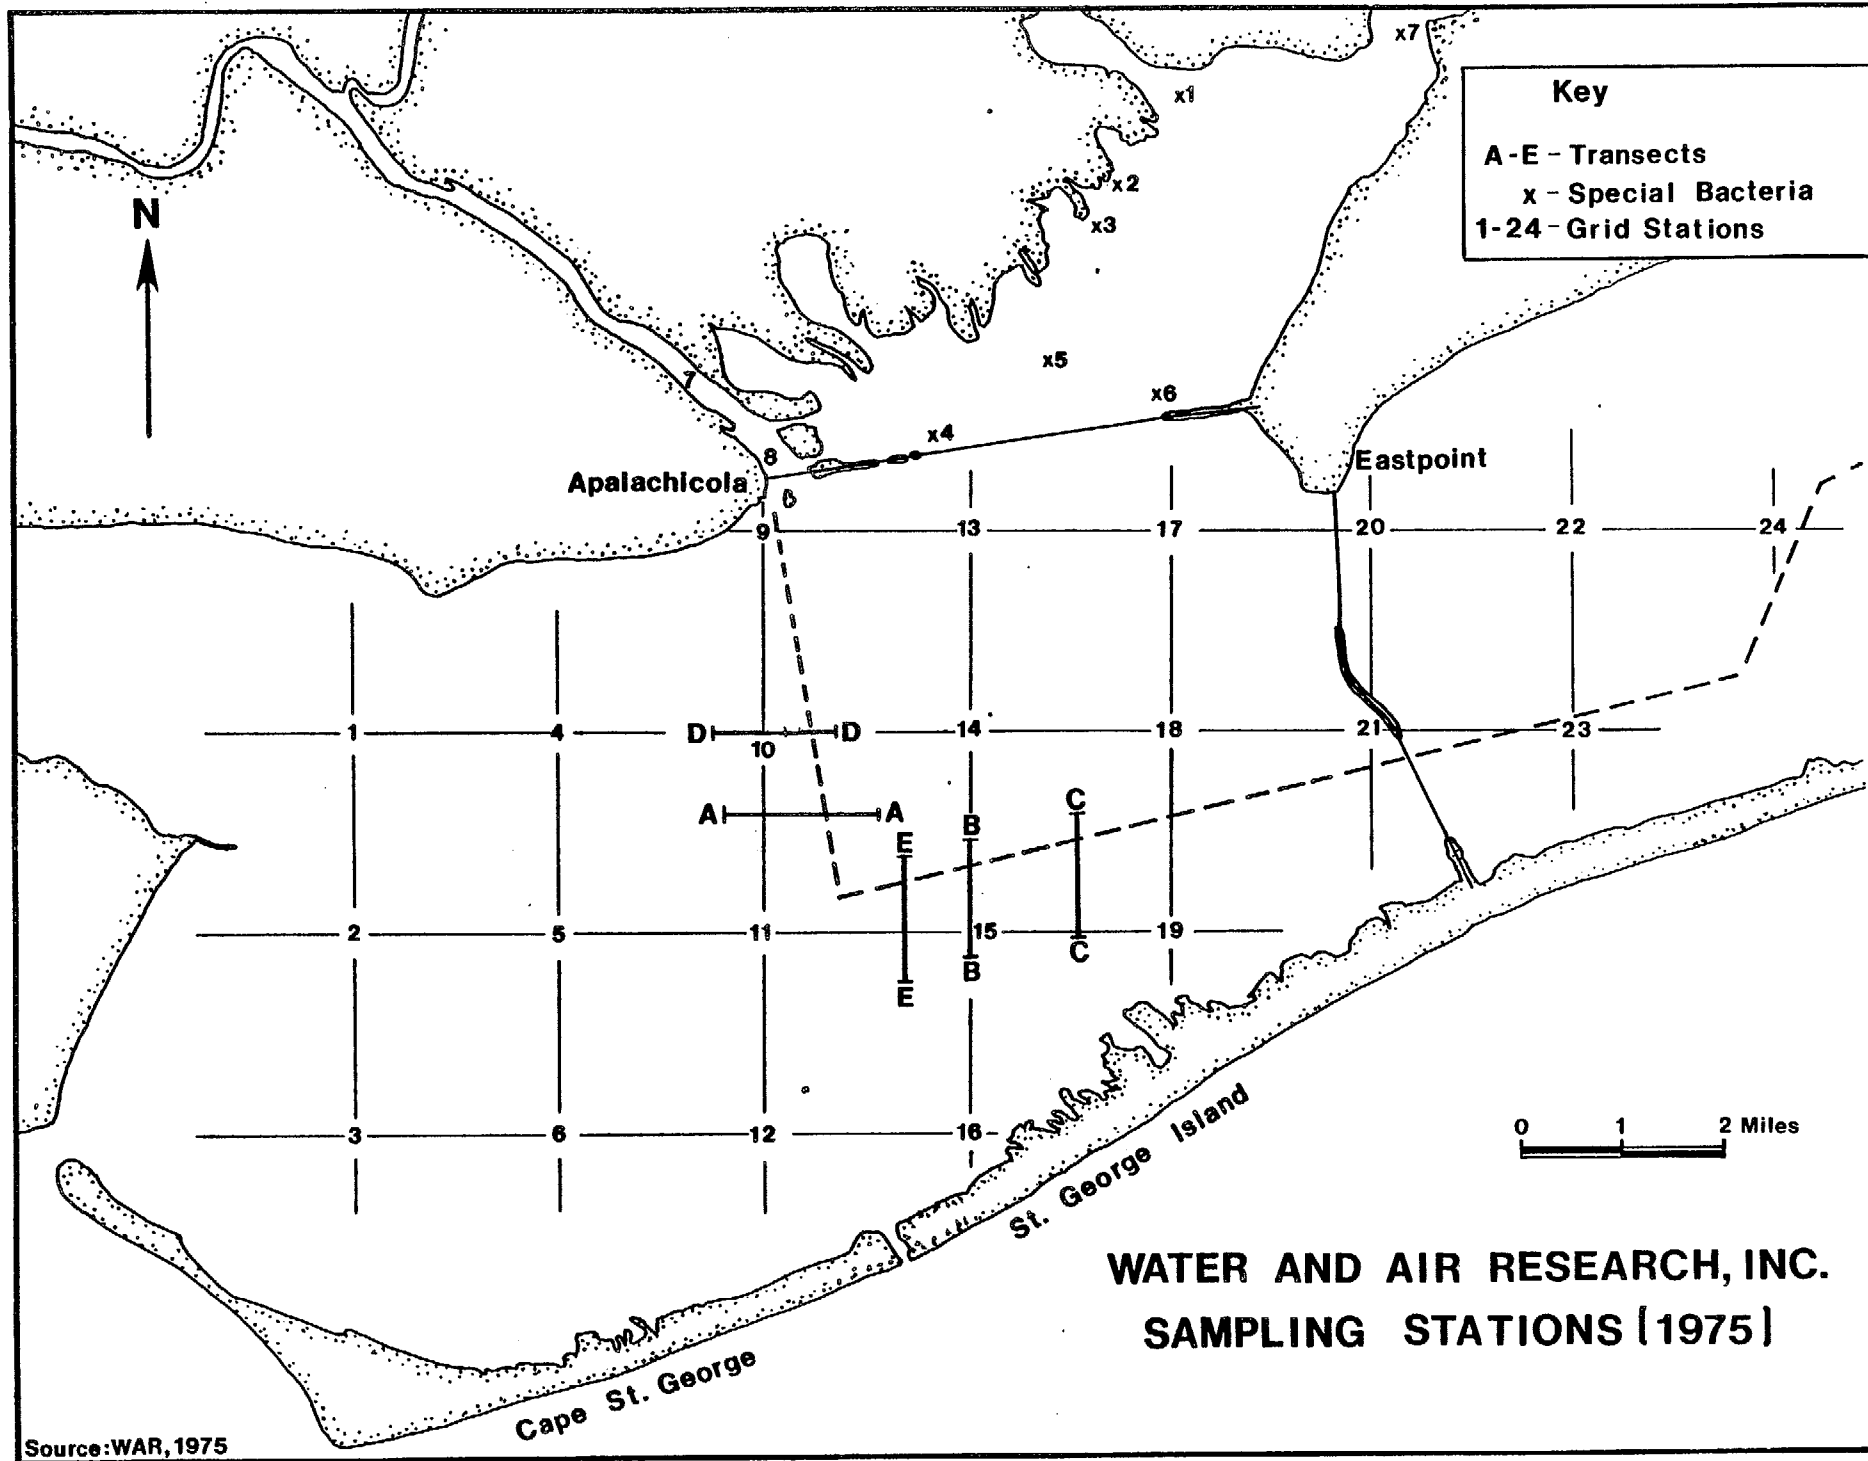 x7
Key
x1
A-E - Transects
x2
x - Special Bacteria
N
x3
1-24 - Grid Stations
x5
7
x6
x4
8
Eastpoint
Apalachicola
9 13 17 20 22 24
1 4 D D 14 18 21 23
10
C
A A
B
E
2 5 11 15 19
C
B
E
3 6 12 16
0 1 2 Miles
St. George Island
WATER AND AIR RESEARCH, INC.
SAMPLING STATIONS [1975]
Cape St. George
Source: WAR, 1975